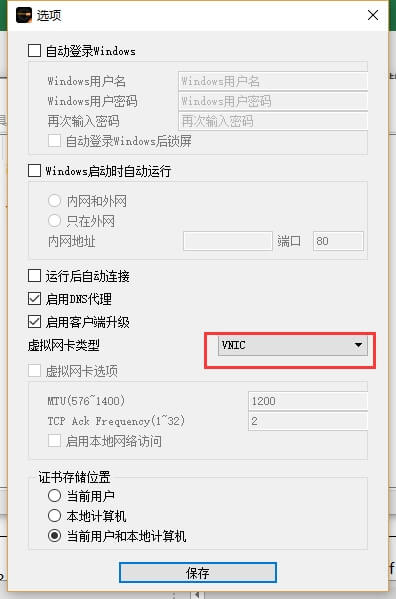 选项
自动登录Windows
Windows用户名 Windows用户名
Windows用户密码 Windows用户密码
再次输入密码 再次输入密码
自动登录Windows后锁屏
Windows启动时自动运行
内网和外网
只在外网
内网地址 端口 80
运行后自动连接
启用DNS代理
启用客户端升级
虚拟网卡类型 VNIC
虚拟网卡选项
MTU(576~1400) 1200
TCP Ack Frequency(1~32) 2
启用本地网络访问
证书存储位置
当前用户
本地计算机
当前用户和本地计算机
保存